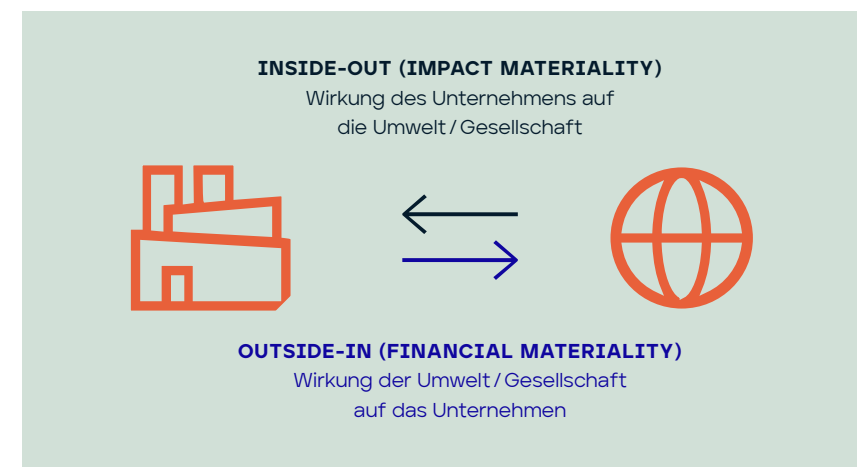 INSIDE-OUT (IMPACT MATERIALITY)
Wirkung des Unternehmens auf
die Umwelt / Gesellschaft
OUTSIDE-IN (FINANCIAL MATERIALITY)
Wirkung der Umwelt / Gesellschaft
auf das Unternehmen